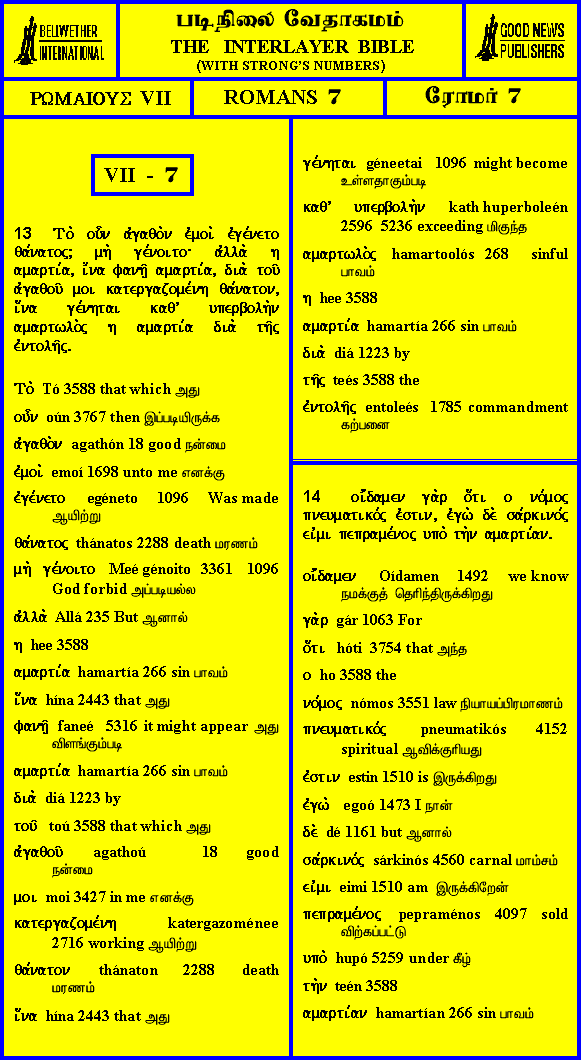 BELLWETHER
INTERNATIONAL
படிநிலை வேதாகமம்
THE INTERLAYER BIBLE
(WITH STRONG'S NUMBERS)
GOOD NEWS
PUBLISHERS
ΡΩΜΑΙΟΥΣ VII
ROMANS 7
ரோமர் 7
VII - 7
13 Τὸ οὖν ἀγαθὸν ἐμοὶ ἐγένετο
θάνατος; μὴ γένοιτο· ἀλλὰ η
αμαρτία, ἵνα φανῇ αμαρτία, διὰ τοῦ
ἀγαθοῦ μοι κατεργαζομένη θάνατον,
ἵνα γένηται καθ’ υπερβολὴν
αμαρτωλὸς η αμαρτία διὰ τῆς
ἐντολῆς.
Τὸ Tó 3588 that which அது
οὖν oún 3767 then இப்படியிருக்க
ἀγαθὸν agathón 18 good நன்மை
ἐμοὶ emoí 1698 unto me எனக்கு
ἐγένετο egéneto 1096 Was made
ஆயிற்று
θάνατος thánatos 2288 death மரணம்
μὴ γένοιτο Meé génoito 3361 1096
God forbid அப்படியல்ல
ἀλλὰ Allá 235 But ஆனால்
η hee 3588
αμαρτία hamartía 266 sin பாவம்
ἵνα hína 2443 that அது
φανῇ faneé 5316 it might appear அது
விளங்கும்படி
αμαρτία hamartía 266 sin பாவம்
διὰ diá 1223 by
τοῦ toú 3588 that which அது
ἀγαθοῦ agathoú 18 good
நன்மை
μοι moi 3427 in me எனக்கு
κατεργαζομένη katergazoménee
2716 working ஆயிற்று
θάνατον thánaton 2288 death
மரணம்
ἵνα hína 2443 that அது
γένηται géneetai 1096 might become
உள்ளதாகும்படி
καθ’ υπερβολὴν kath huperboleén
2596 5236 exceeding மிகுந்த
αμαρτωλὸς hamartoolós 268 sinful
பாவம்
η hee 3588
αμαρτία hamartía 266 sin பாவம்
διὰ diá 1223 by
τῆς teés 3588 the
ἐντολῆς entoleés 1785 commandment
கற்பனை
14 οἴδαμεν γὰρ ὅτι ο νόμος
πνευματικός ἐστιν, ἐγὼ δὲ σάρκινός
εἰμι πεπραμένος υπὸ τὴν αμαρτίαν.
οἴδαμεν Oídamen 1492 we know
நமக்குத் தெரிந்திருக்கிறது
γὰρ gár 1063 For
ὅτι hóti 3754 that அந்த
ο ho 3588 the
νόμος nómos 3551 law நியாயப்பிரமாணம்
πνευματικός pneumatikós 4152
spiritual ஆவிக்குரியது
ἐστιν estin 1510 is இருக்கிறது
ἐγὼ egoó 1473 I நான்
δὲ dé 1161 but ஆனால்
σάρκινός sárkinós 4560 carnal மாம்சம்
εἰμι eimi 1510 am இருக்கிறேன்
πεπραμένος pepraménos 4097 sold
விற்கப்பட்டு
υπὸ hupó 5259 under கீழ்
τὴν teén 3588
αμαρτίαν hamartían 266 sin பாவம்